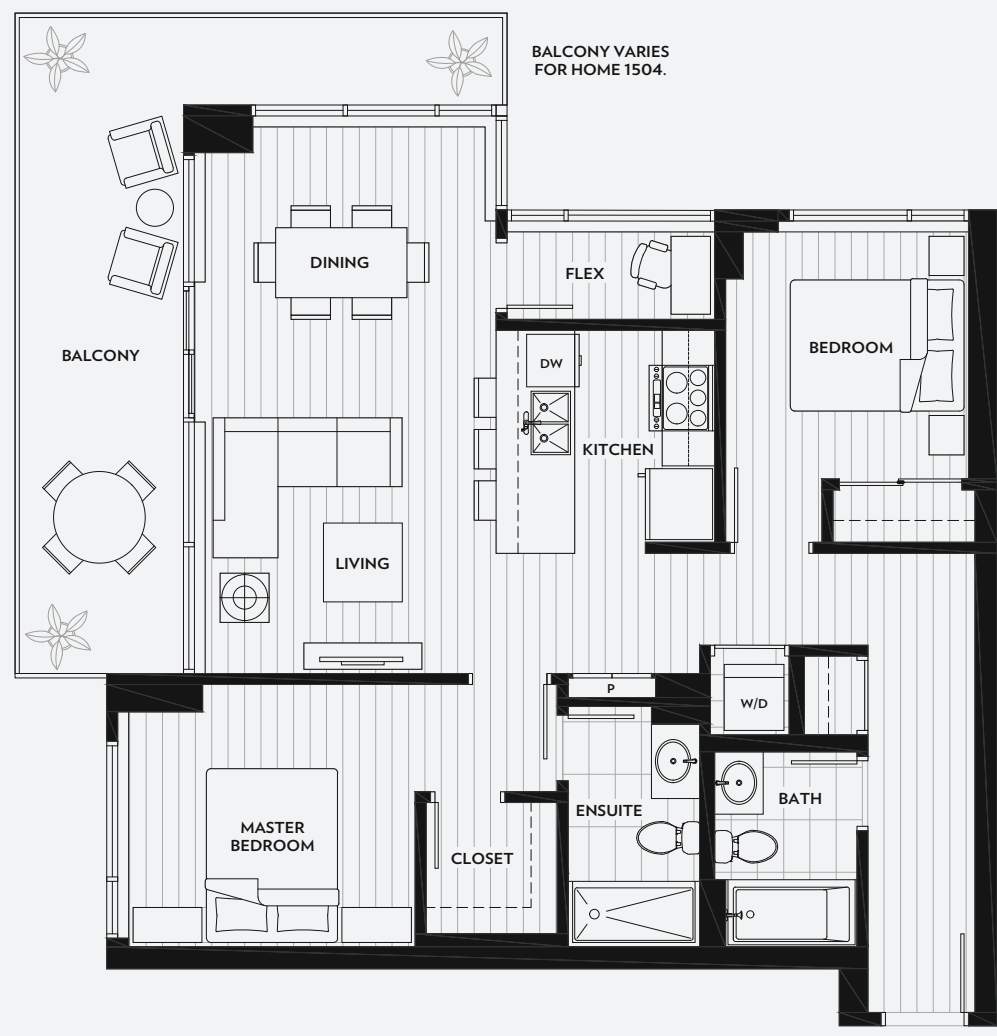 BALCONY VARIES
FOR HOME 1504.
DINING
FLEX
BALCONY
BEDROOM
DW
KITCHEN
LIVING
P
W/D
MASTER
BEDROOM
CLOSET
ENSUITE
BATH